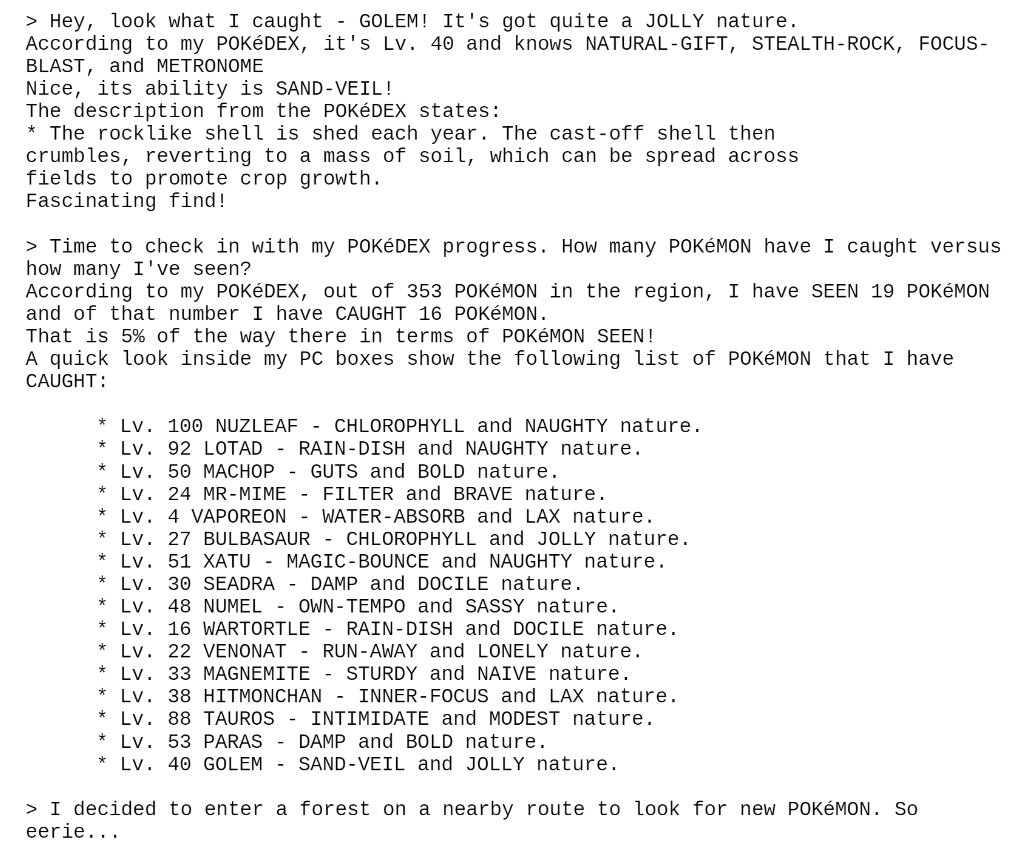 > Hey, look what I caught - GOLEM! It's got quite a JOLLY nature.
According to my POKéDEX, it's Lv. 40 and knows NATURAL-GIFT, STEALTH-ROCK, FOCUS-
BLAST, and METRONOME
Nice, its ability is SAND-VEIL!
The description from the POKéDEX states:
* The rocklike shell is shed each year. The cast-off shell then
crumbles, reverting to a mass of soil, which can be spread across
fields to promote crop growth.
Fascinating find!

> Time to check in with my POKéDEX progress. How many POKéMON have I caught versus
how many I've seen?
According to my POKéDEX, out of 353 POKéMON in the region, I have SEEN 19 POKéMON
and of that number I have CAUGHT 16 POKéMON.
That is 5% of the way there in terms of POKéMON SEEN!
A quick look inside my PC boxes show the following list of POKéMON that I have
CAUGHT:

* Lv. 100 NUZLEAF - CHLOROPHYLL and NAUGHTY nature.
* Lv. 92 LOTAD - RAIN-DISH and NAUGHTY nature.
* Lv. 50 MACHOP - GUTS and BOLD nature.
* Lv. 24 MR-MIME - FILTER and BRAVE nature.
* Lv. 4 VAPOREON - WATER-ABSORB and LAX nature.
* Lv. 27 BULBASAUR - CHLOROPHYLL and JOLLY nature.
* Lv. 51 XATU - MAGIC-BOUNCE and NAUGHTY nature.
* Lv. 30 SEADRA - DAMP and DOCILE nature.
* Lv. 48 NUMEL - OWN-TEMPO and SASSY nature.
* Lv. 16 WARTORTLE - RAIN-DISH and DOCILE nature.
* Lv. 22 VENONAT - RUN-AWAY and LONELY nature.
* Lv. 33 MAGNEMITE - STURDY and NAIVE nature.
* Lv. 38 HITMONCHAN - INNER-FOCUS and LAX nature.
* Lv. 88 TAUROS - INTIMIDATE and MODEST nature.
* Lv. 53 PARAS - DAMP and BOLD nature.
* Lv. 40 GOLEM - SAND-VEIL and JOLLY nature.

> I decided to enter a forest on a nearby route to look for new POKéMON. So
eerie...